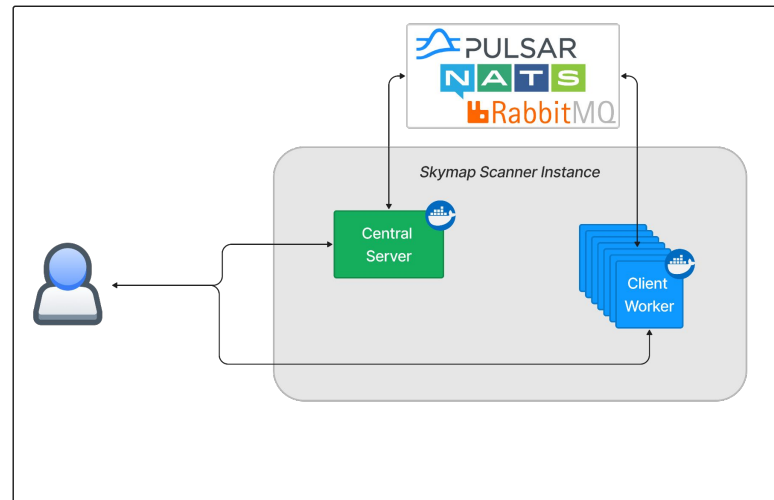 PULSAR
NATS
RabbitMQ
Skymap Scanner Instance
Central
Server
Client
Worker